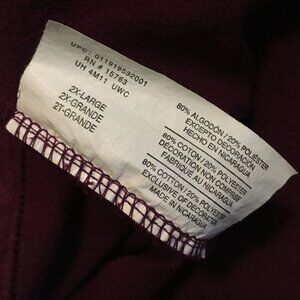 UPC: 011919592001
RN # 15763
UH 4M11 UWC
2X-LARGE
2X-GRANDE
2T-GRANDE
80% ALGODÓN / 20% POLIÉSTER
EXCEPTO DECORACIÓN
HECHO EN NICARAGUA
80% COTON / 20% POLYESTER
DÉCORATION NON COMPRISE
FABRIQUÉ AU NICARAGUA
80% COTTON / 20% POLYESTER
EXCLUSIVE OF DECORATION
MADE IN NICARAGUA